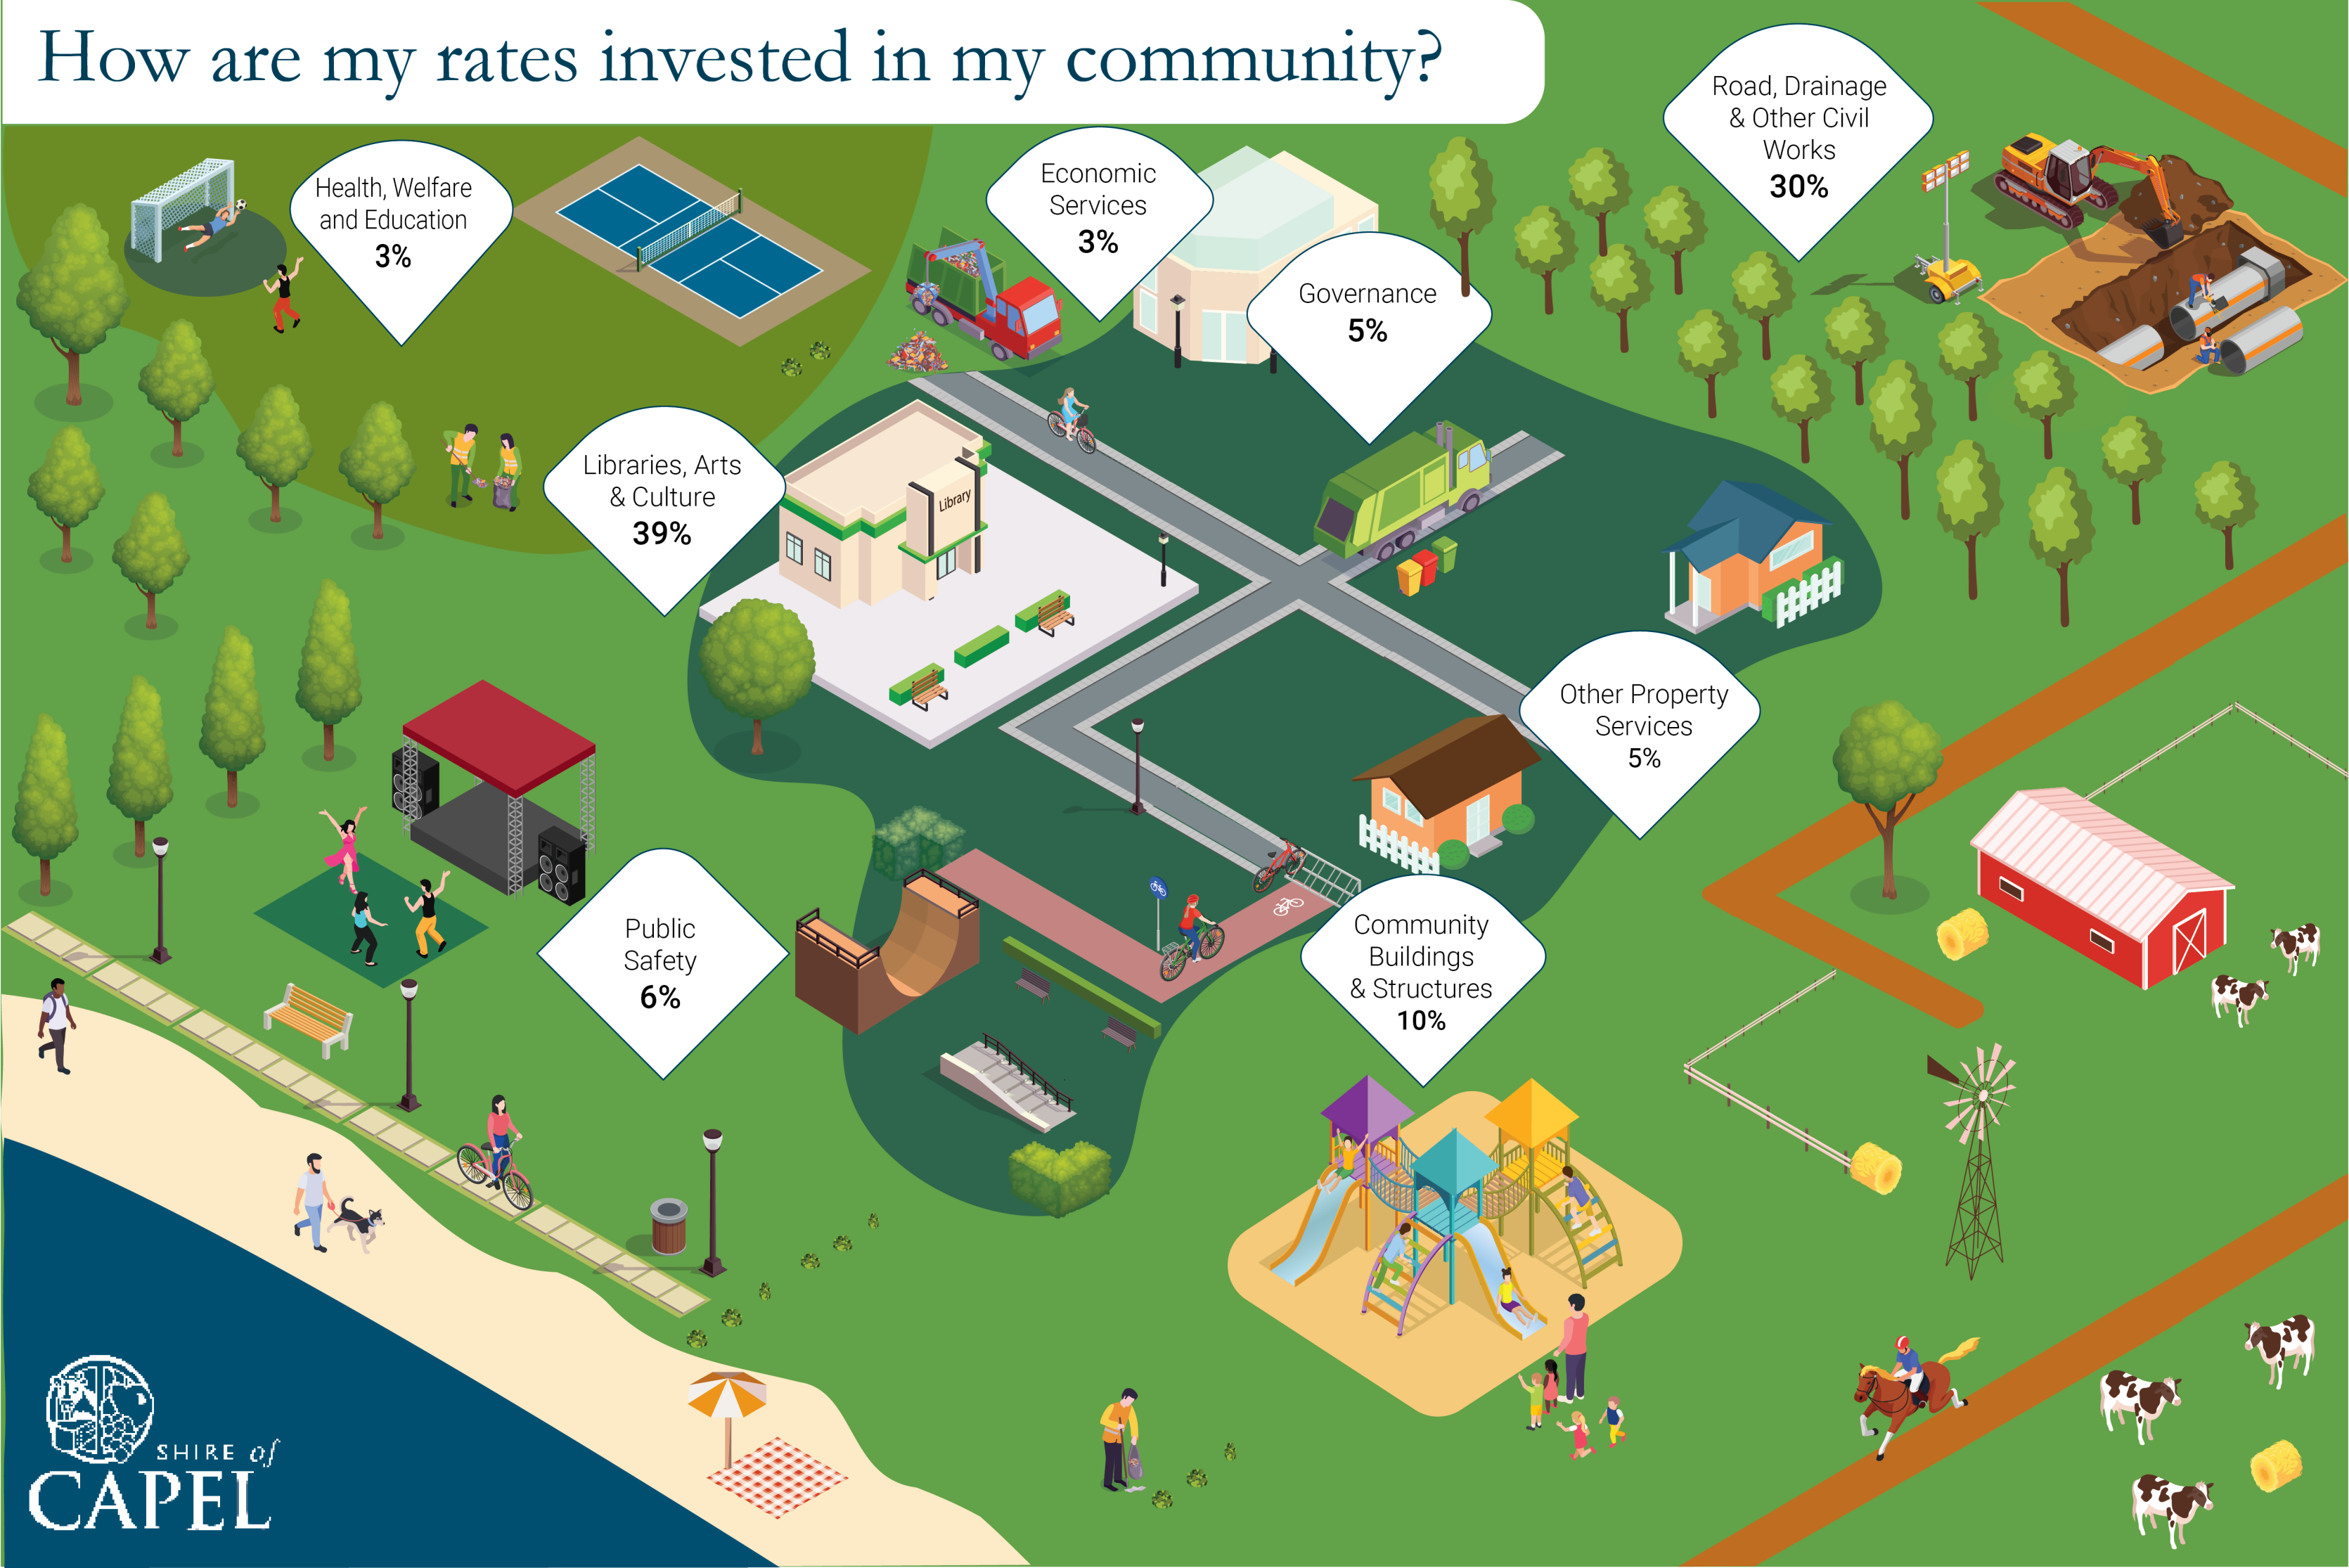 How are my rates invested in my community?
Road, Drainage
& Other Civil
Works
30%
Health, Welfare
and Education
3%
Economic
Services
3%
Governance
5%
Libraries, Arts
& Culture
39%
Library
Other Property
Services
5%
Public
Safety
6%
Community
Buildings
& Structures
10%
SHIRE of
CAPEL